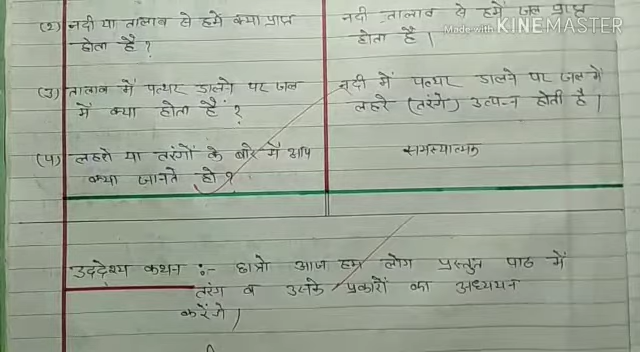 (2) नदी या तालाब से हमें क्या प्राप्त
होता है ?
नदी तालाब से हमें जल प्राप्त
होता है |
Made with KINEMASTER
(3) तालाब में पत्थर डालने पर जल
में क्या होता है ?
नदी में पत्थर डालने पर जल में
लहरे (तरंगे) उत्पन्न होती है |
(4) लहरो या तरंगों के बारे में आप
क्या जानते हो ?
समस्यात्मक
उद्देश्य कथन :- छात्रो आज हम लोग प्रस्तुत पाठ में
तरंग व उसके प्रकारों का अध्ययन
करेंगे |